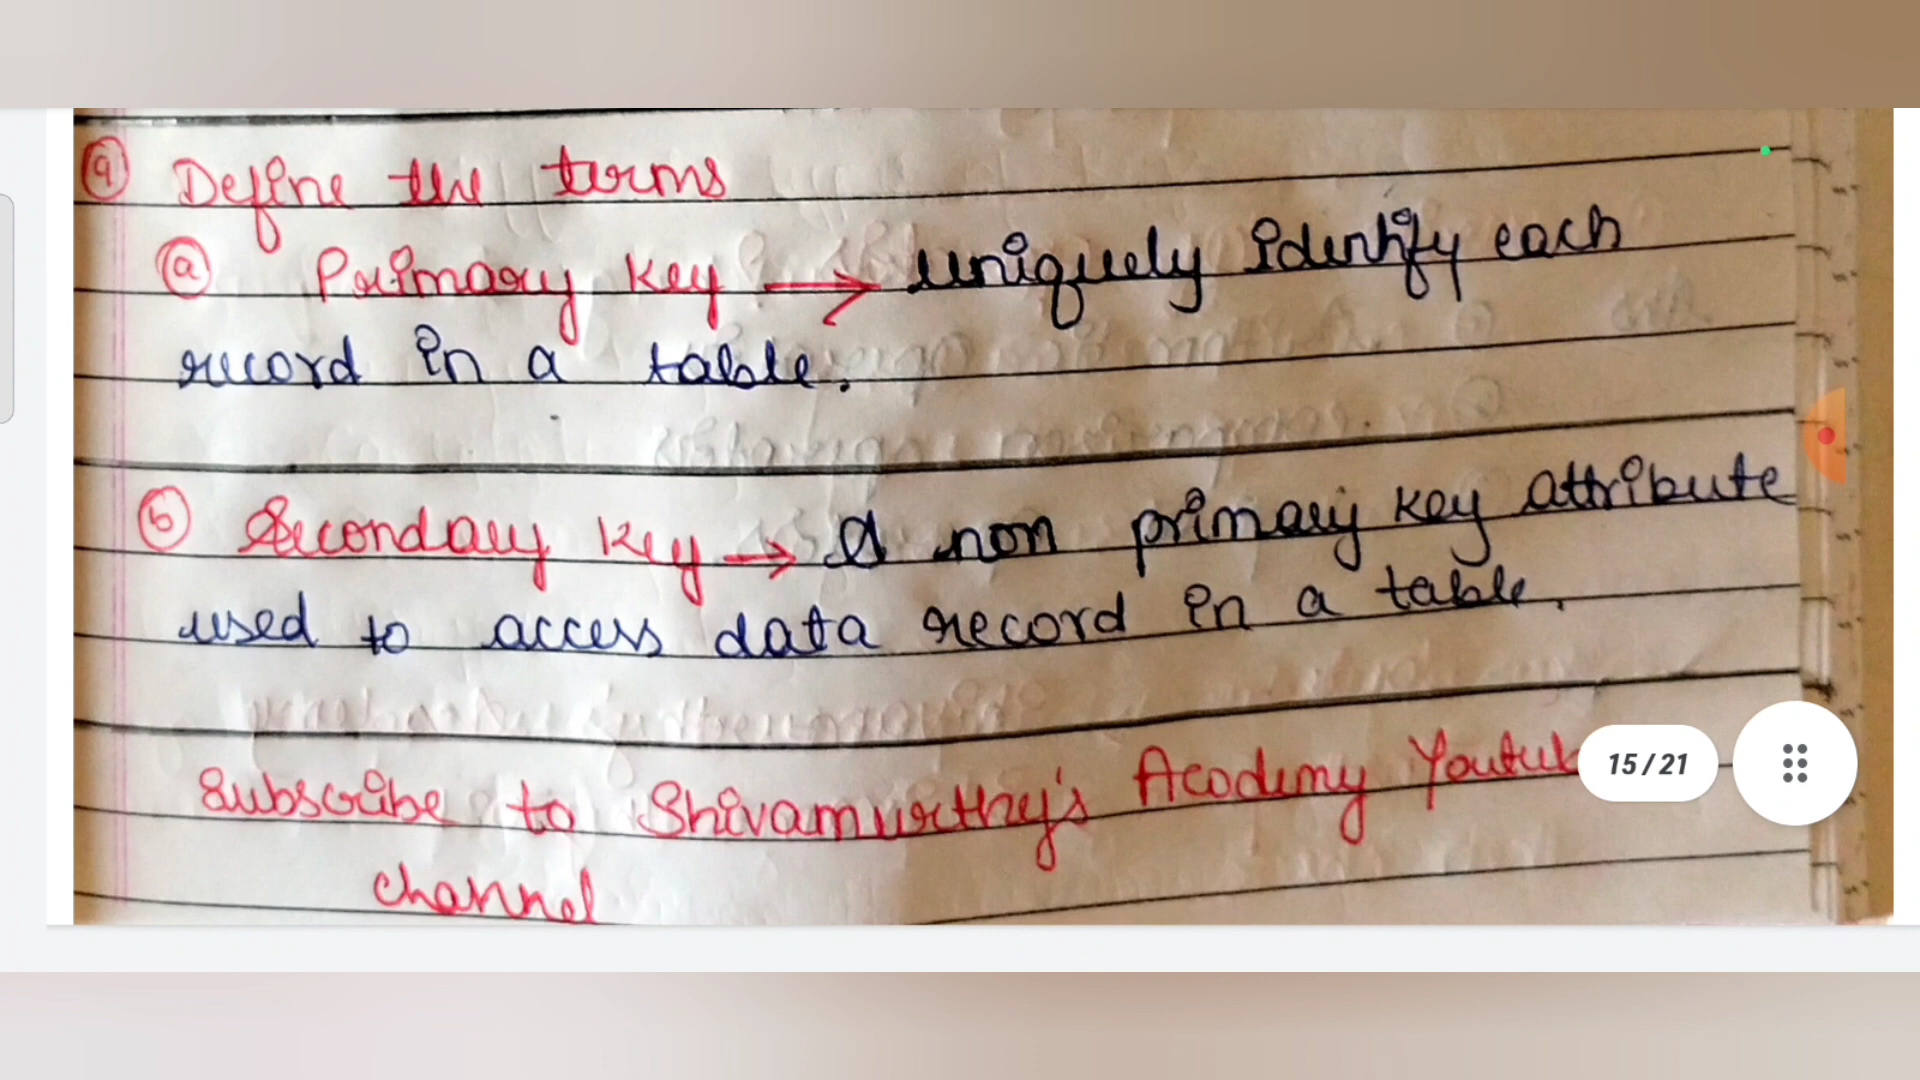 9 Define the terms
a Primary key → uniquely identify each
record in a table.
b Secondary key → A non primary key attribute
used to access data record in a table.
Subscribe to Shivamurthy's Acodemy Youtub
15/21
channel